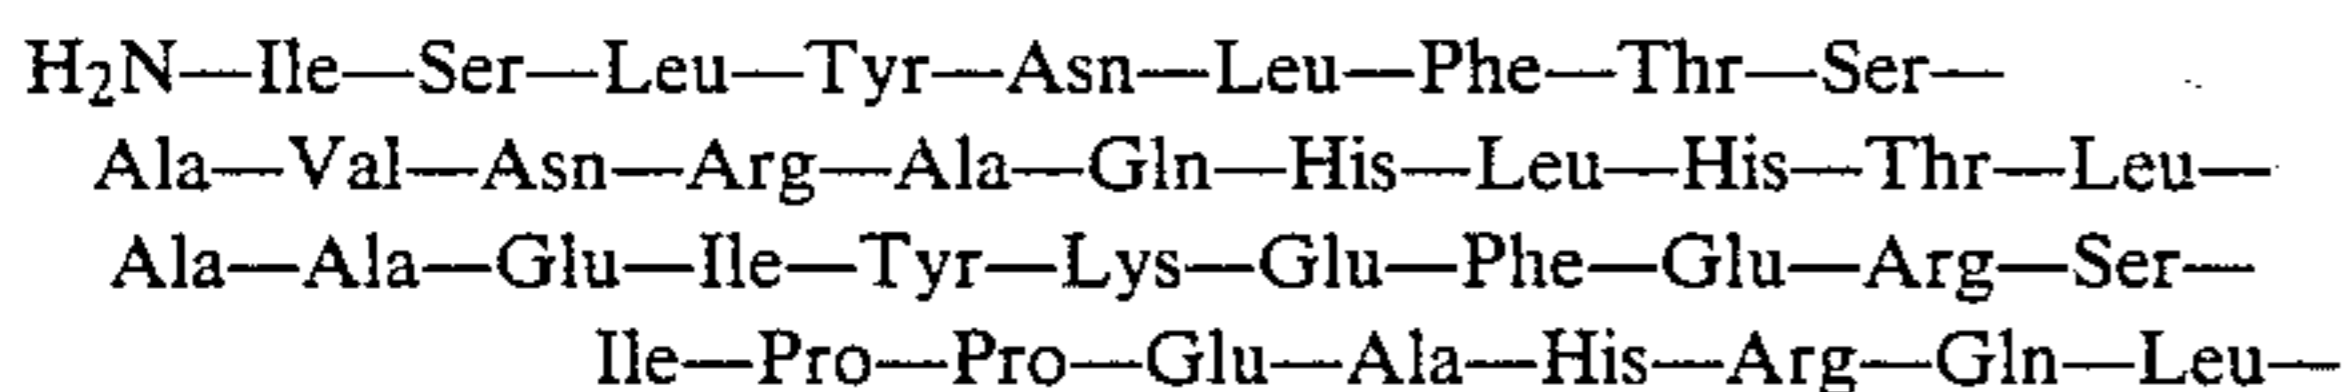 H₂N—Ile—Ser—Leu—Tyr—Asn—Leu—Phe—Thr—Ser—
Ala—Val—Asn—Arg—Ala—Gln—His—Leu—His—Thr—Leu—
Ala—Ala—Glu—Ile—Tyr—Lys—Glu—Phe—Glu—Arg—Ser—
Ile—Pro—Pro—Glu—Ala—His—Arg—Gln—Leu—